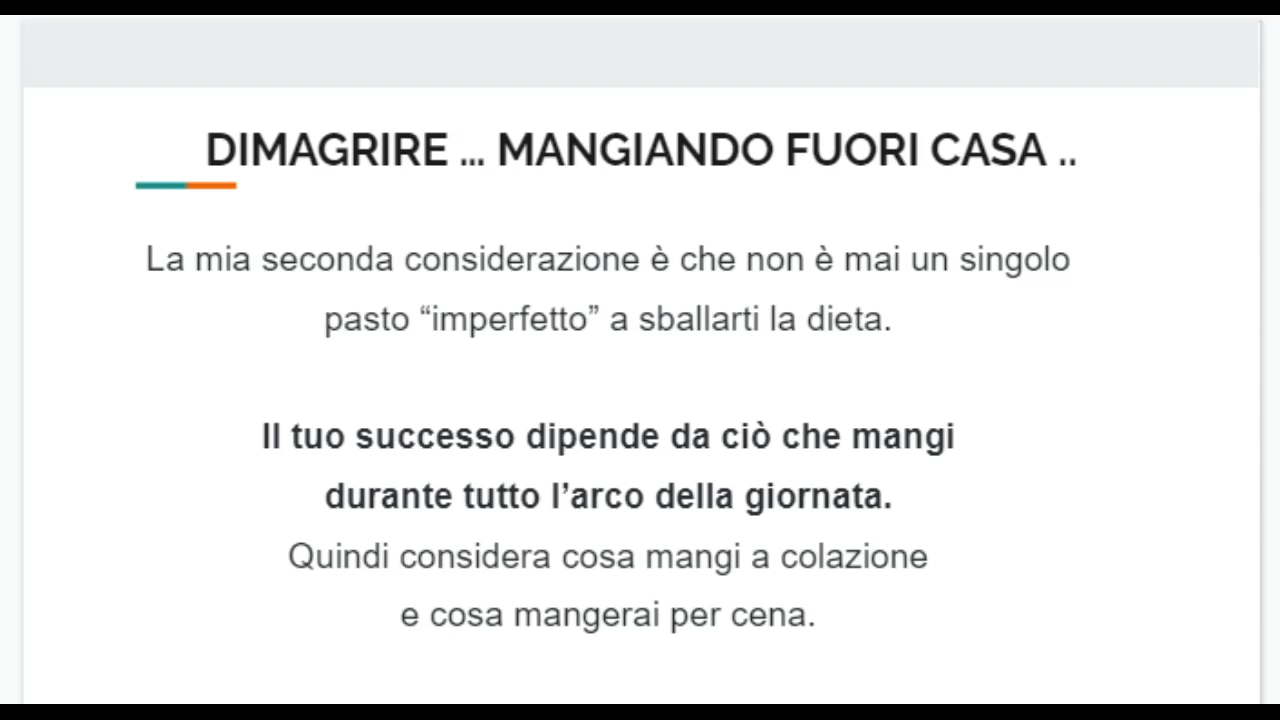 DIMAGRIRE ... MANGIANDO FUORI CASA ..
La mia seconda considerazione è che non è mai un singolo
pasto “imperfetto” a sballarti la dieta.
Il tuo successo dipende da ciò che mangi
durante tutto l’arco della giornata.
Quindi considera cosa mangi a colazione
e cosa mangerai per cena.